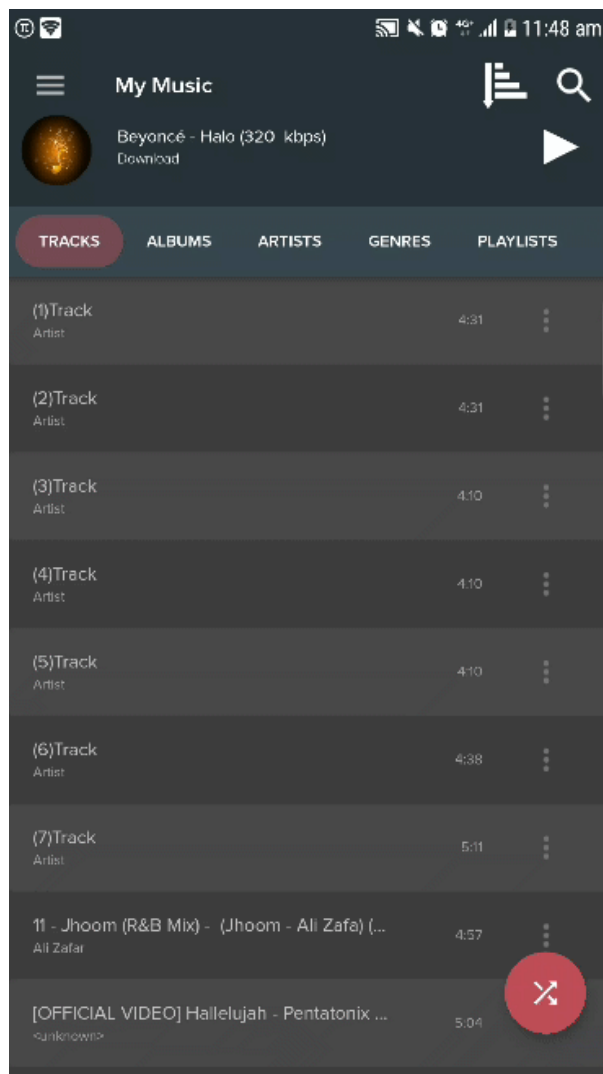 11:48 am
My Music
Beyoncé - Halo (320 kbps)
Download
TRACKS ALBUMS ARTISTS GENRES PLAYLISTS
(1)Track
Artist
4:31
(2)Track
Artist
4:31
(3)Track
Artist
4:10
(4)Track
Artist
4:10
(5)Track
Artist
4:10
(6)Track
Artist
4:38
(7)Track
Artist
5:11
11 - Jhoom (R&B Mix) - (Jhoom - Ali Zafa) (...
Ali Zafar
4:57
[OFFICIAL VIDEO] Hallelujah - Pentatonix ...
<unknown>
5:04